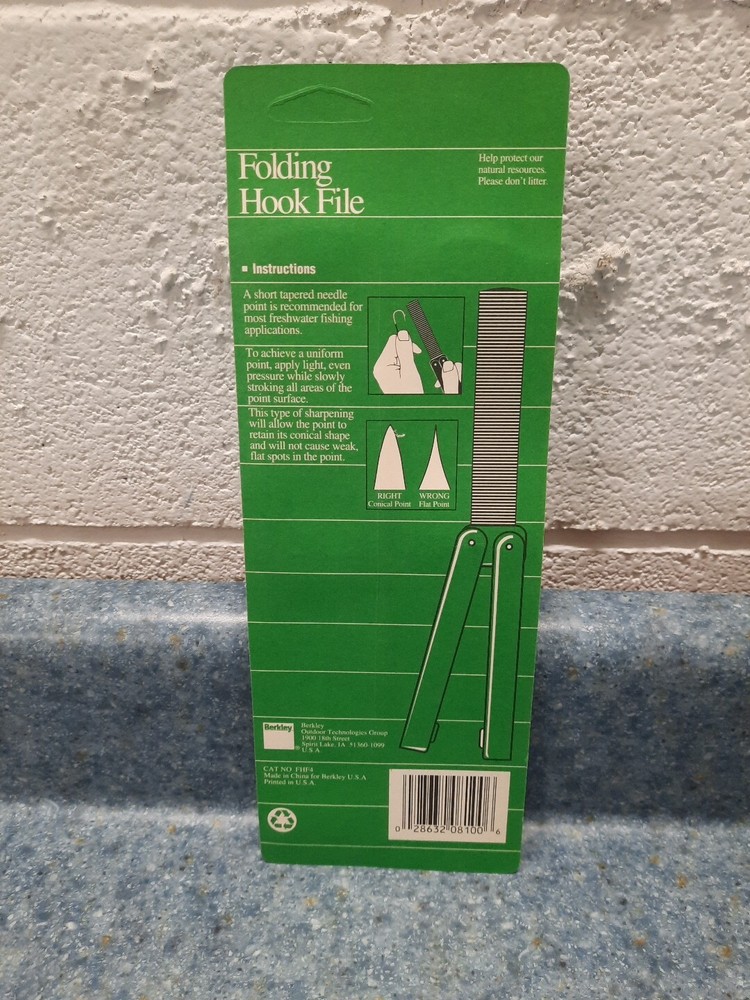 Folding
Hook File
Help protect our
natural resources.
Please don't litter.
▪ Instructions
A short tapered needle
point is recommended for
most freshwater fishing
applications.
To achieve a uniform
point, apply light, even
pressure while slowly
stroking all areas of the
point surface.
This type of sharpening
will allow the point to
retain its conical shape
and will not cause weak,
flat spots in the point.
RIGHT
Conical Point
WRONG
Flat Point
Berkley
®
Berkley
Outdoor Technologies Group
1900 18th Street
Spirit Lake, IA 51360-1099
U.S.A.
CAT NO FHF4
Made in China for Berkley U.S.A
Printed in U.S.A.
0 28632 08100 6